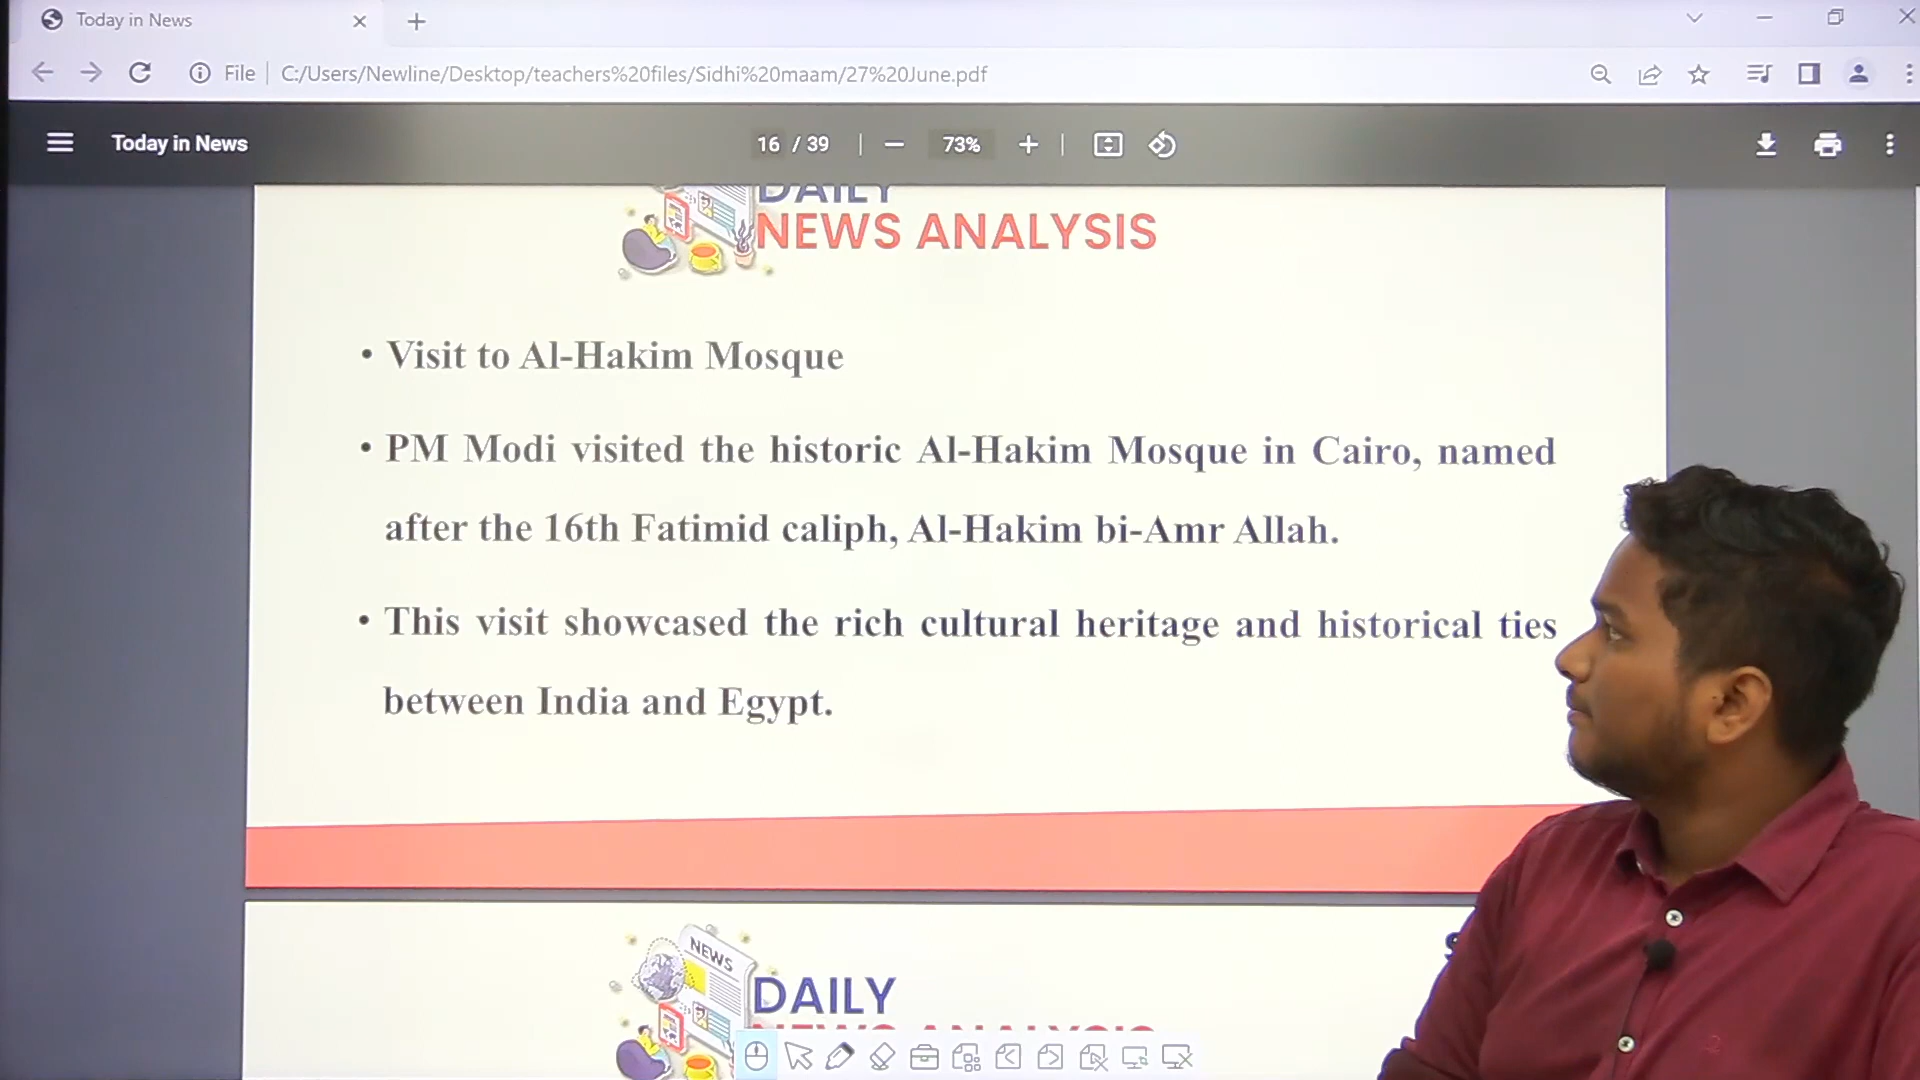 Today in News
File
C:/Users/Newline/Desktop/teachers%20files/Sidhi%20maam/27%20June.pdf
Today in News
16 / 39
73%
DAILY
NEWS ANALYSIS
• Visit to Al-Hakim Mosque
• PM Modi visited the historic Al-Hakim Mosque in Cairo, named
after the 16th Fatimid caliph, Al-Hakim bi-Amr Allah.
• This visit showcased the rich cultural heritage and historical ties
between India and Egypt.
NEWS
DAILY
NEWS ANALYSIS